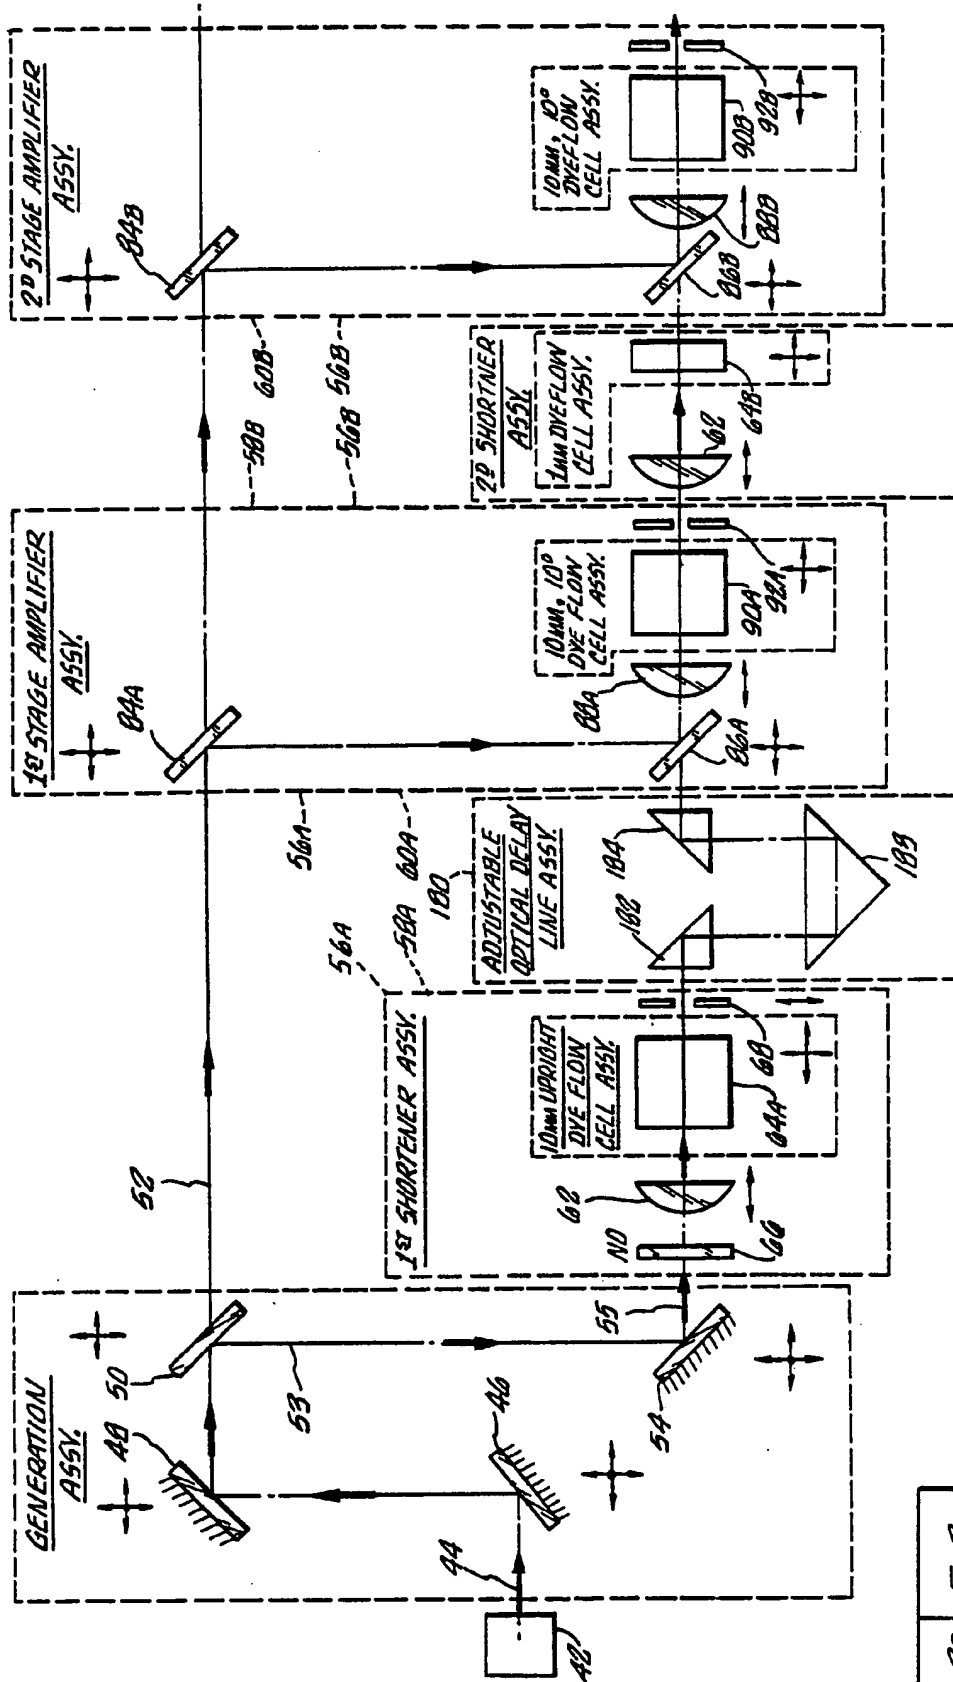 GENERATION
ASSY.
48
50
52
53
46
44
42
54
55
1ST SHORTENER ASSY.
56A
58A
60A
56A
ND
66
62
10MM UPRIGHT
DYE FLOW
CELL ASSY.
64A
68
ADJUSTABLE
OPTICAL DELAY
LINE ASSY.
180
182
184
183
1ST STAGE AMPLIFIER
ASSY.
84A
86A
88A
10MM, 10°
DYE FLOW
CELL ASSY.
90A
92A
58B
56B
60B
56B
2D SHORTNER
ASSY.
1MM DYEFLOW
CELL ASSY.
62
64B
2D STAGE AMPLIFIER
ASSY.
84B
86B
88B
10MM, 10°
DYEFLOW
CELL ASSY.
90B
92B